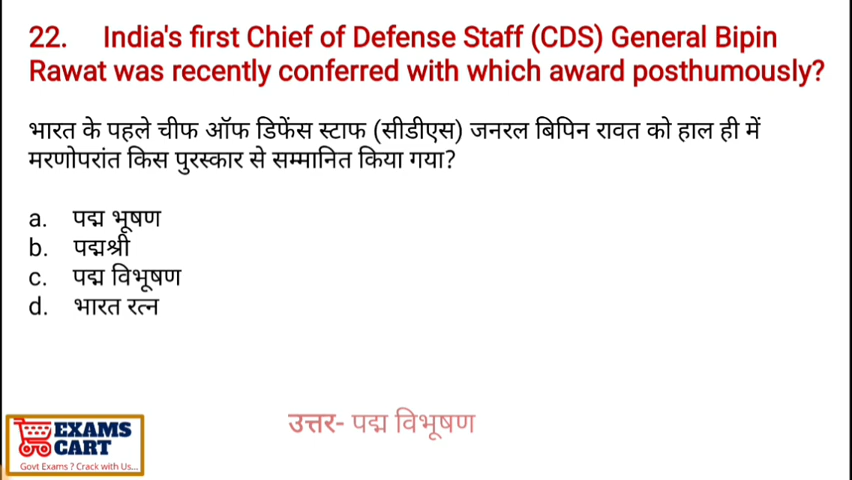 22. India's first Chief of Defense Staff (CDS) General Bipin
Rawat was recently conferred with which award posthumously?
भारत के पहले चीफ ऑफ डिफेंस स्टाफ (सीडीएस) जनरल बिपिन रावत को हाल ही में
मरणोपरांत किस पुरस्कार से सम्मानित किया गया?
a. पद्म भूषण
b. पद्मश्री
c. पद्म विभूषण
d. भारत रत्न
उत्तर- पद्म विभूषण
EXAMS
CART
Govt Exams ? Crack with Us...